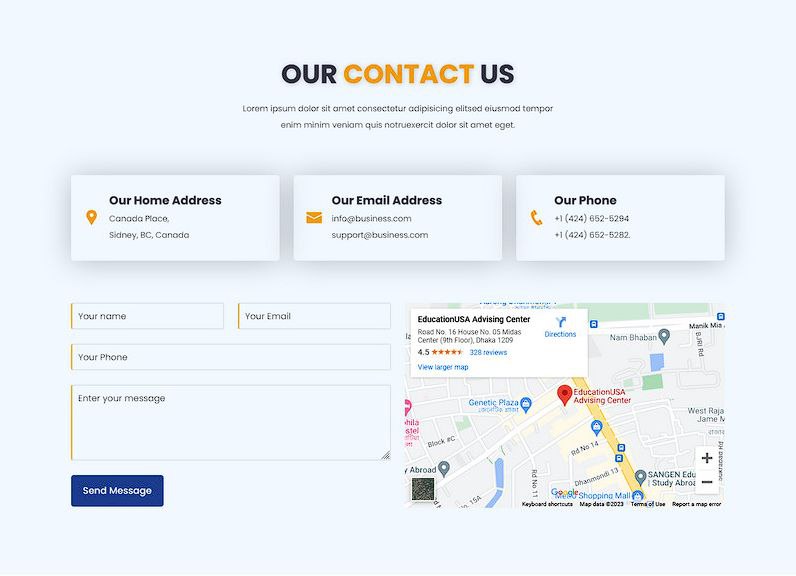 OUR CONTACT US
Lorem ipsum dolor sit amet consectetur adipisicing elitsed eiusmod tempor
enim minim veniam quis notruexercit dolor sit amet eget.
Our Home Address
Canada Place,
Sidney, BC, Canada
Our Email Address
info@business.com
support@business.com
Our Phone
+1 (424) 652-5294
+1 (424) 652-5282.
Your name
Your Email
Your Phone
Enter your message
Send Message
EducationUSA Advising Center
Road No. 16 House No. 05 Midas
Center (9th Floor), Dhaka 1209
4.5
328 reviews
View larger map
Directions
Manik Mia
Nam Bhaban
Genetic Plaza
EducationUSA
Advising Center
West Raja
Jame M
Block #C
Rd No.14
Abroad
Rd No 11
Dhanmondi 13
SANGEN Edu
Study Abroa
Google
Metro Shopping Mall
Keyboard shortcuts
Map data ©2023
Terms of Use
Report a map error